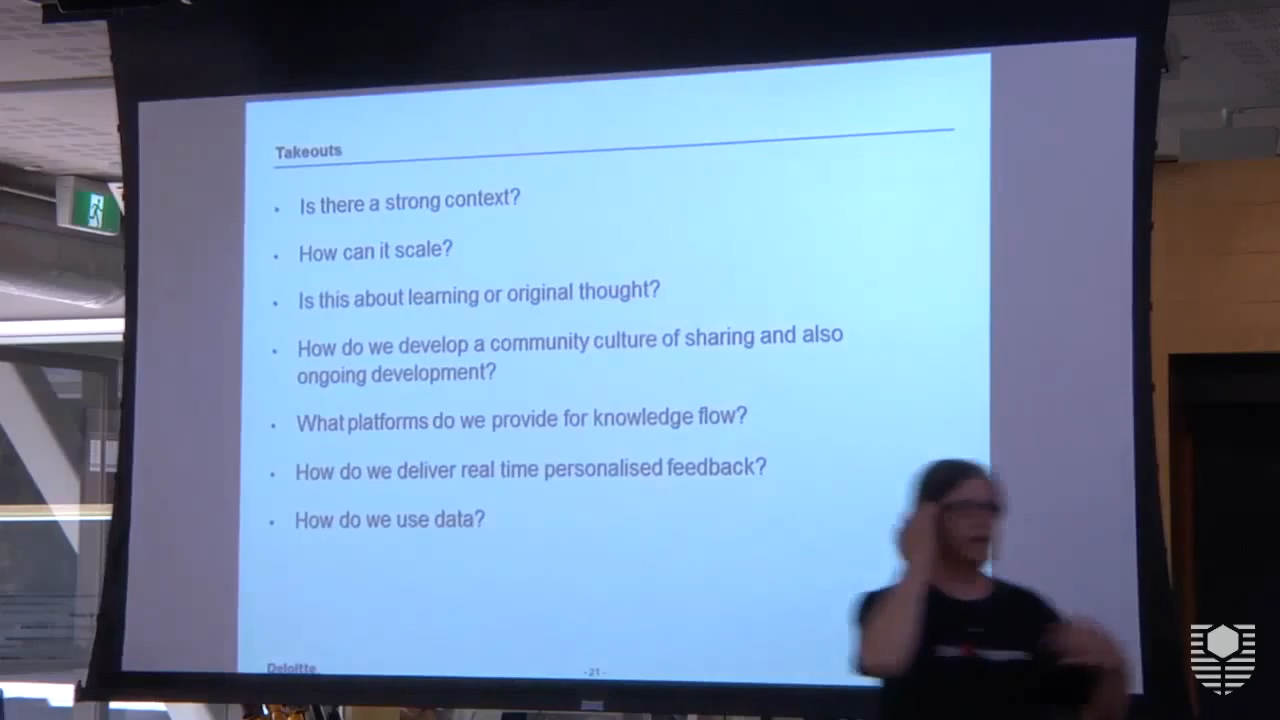 Takeouts
• Is there a strong context?
• How can it scale?
• Is this about learning or original thought?
• How do we develop a community culture of sharing and also
ongoing development?
• What platforms do we provide for knowledge flow?
• How do we deliver real time personalised feedback?
• How do we use data?
Deloitte.
- 21 -